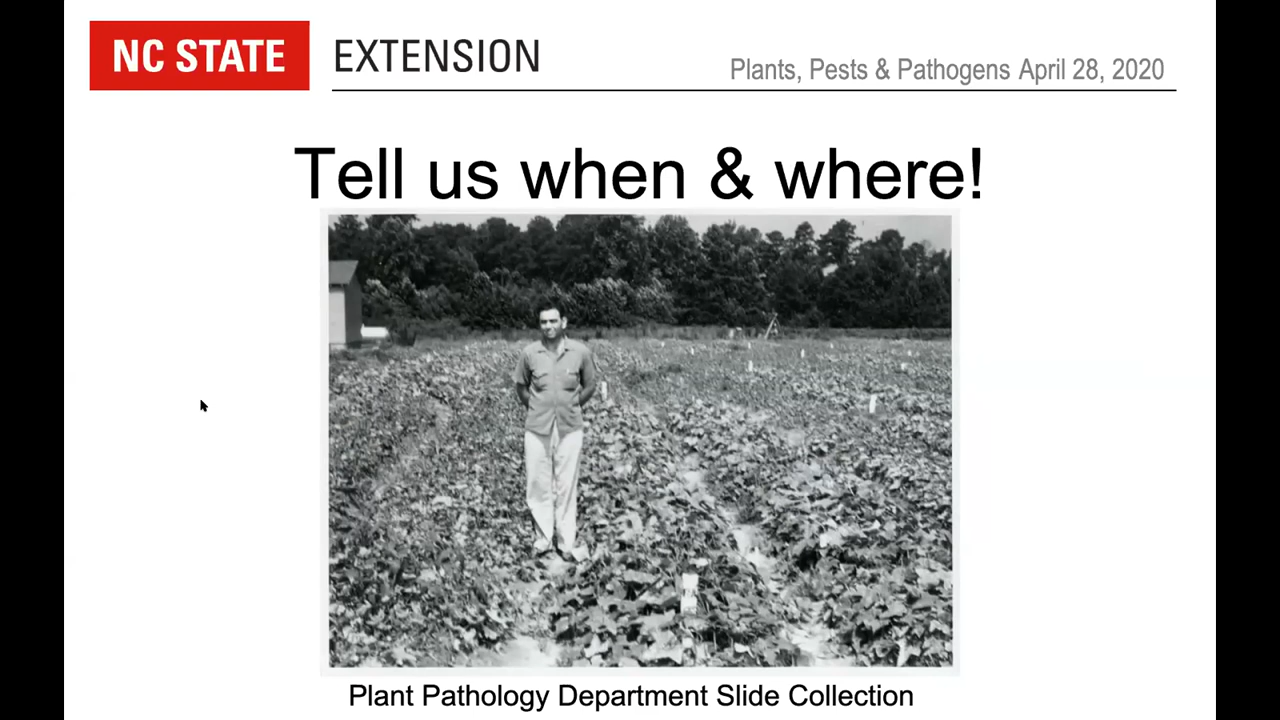 NC STATE EXTENSION
Plants, Pests & Pathogens April 28, 2020
Tell us when & where!
Plant Pathology Department Slide Collection